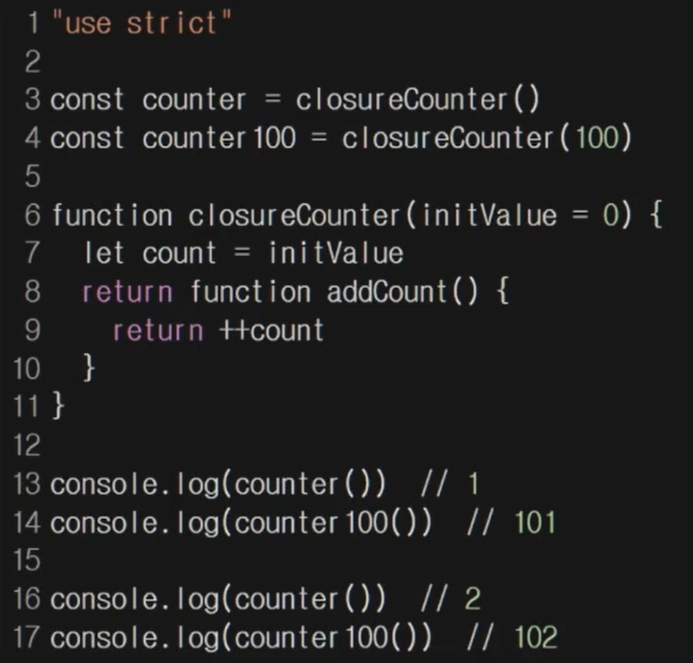 1 "use strict"
2
3 const counter = closureCounter()
4 const counter100 = closureCounter(100)
5
6 function closureCounter(initValue = 0) {
7   let count = initValue
8   return function addCount() {
9     return ++count
10   }
11 }
12
13 console.log(counter())  // 1
14 console.log(counter100())  // 101
15
16 console.log(counter())  // 2
17 console.log(counter100())  // 102